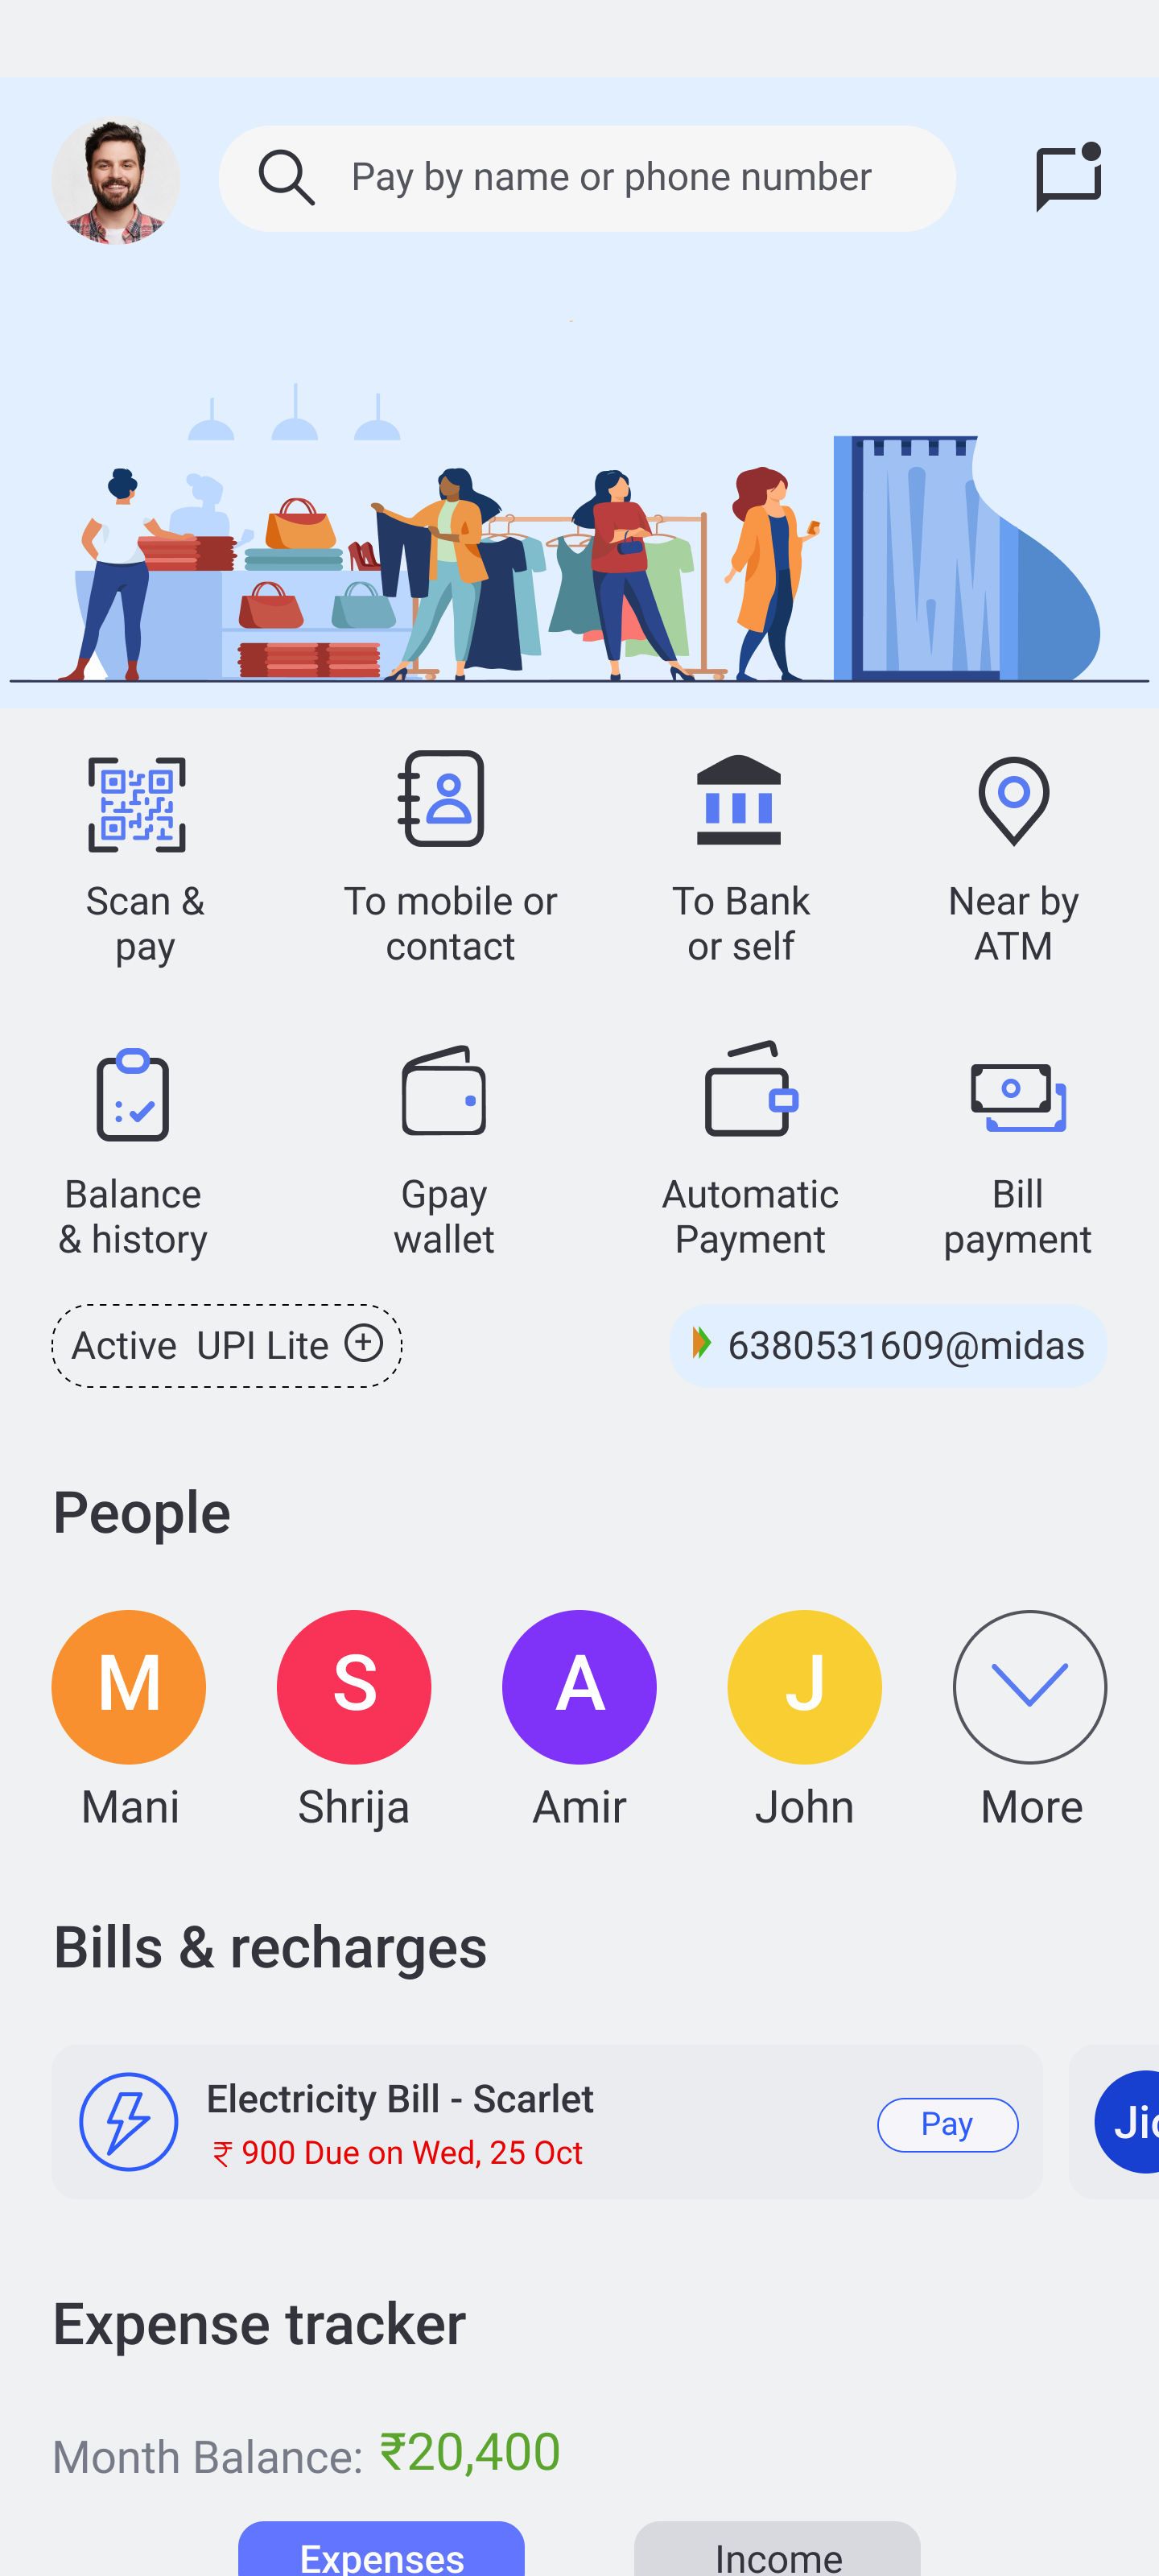 Pay by name or phone number
Scan &
pay
To mobile or
contact
To Bank
or self
Near by
ATM
Balance
& history
Gpay
wallet
Automatic
Payment
Bill
payment
Active UPI Lite
6380531609@midas
People
M
S
A
J
Mani
Shrija
Amir
John
More
Bills & recharges
Electricity Bill - Scarlet
₹ 900 Due on Wed, 25 Oct
Pay
Expense tracker
Month Balance: ₹20,400
Expenses
Income